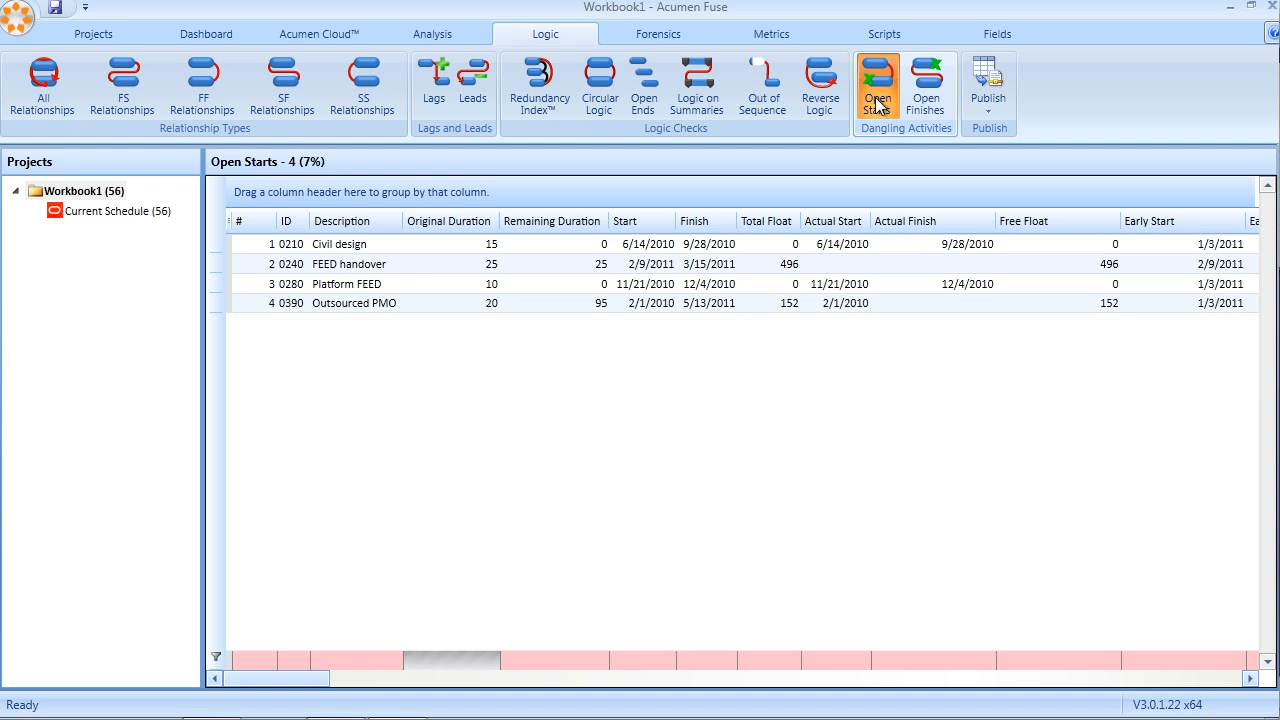 Workbook1 - Acumen Fuse
Projects Dashboard Acumen Cloud™ Analysis Logic Forensics Metrics Scripts Fields
All Relationships
FS Relationships
FF Relationships
SF Relationships
SS Relationships
Relationship Types
Lags
Leads
Lags and Leads
Redundancy Index™
Circular Logic
Open Ends
Logic on Summaries
Out of Sequence
Reverse Logic
Logic Checks
Open Starts
Open Finishes
Dangling Activities
Publish
Publish
Projects
Workbook1 (56)
Current Schedule (56)
Open Starts - 4 (7%)
Drag a column header here to group by that column.
# ID Description Original Duration Remaining Duration Start Finish Total Float Actual Start Actual Finish Free Float Early Start Ea
1 0210 Civil design 15 0 6/14/2010 9/28/2010 0 6/14/2010 9/28/2010 0 1/3/2011
2 0240 FEED handover 25 25 2/9/2011 3/15/2011 496 496 2/9/2011
3 0280 Platform FEED 10 0 11/21/2010 12/4/2010 0 11/21/2010 12/4/2010 0 1/3/2011
4 0390 Outsourced PMO 20 95 2/1/2010 5/13/2011 152 2/1/2010 152 1/3/2011
Ready
V3.0.1.22 x64